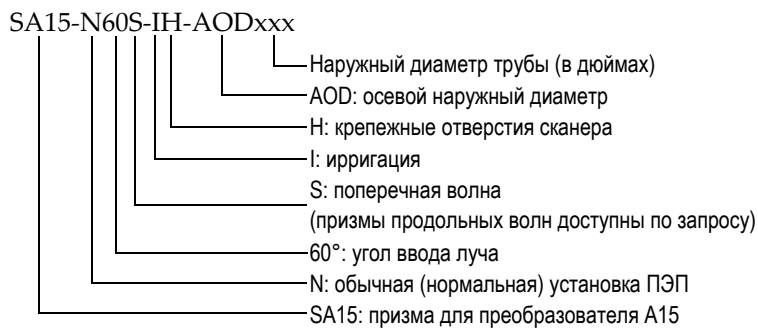 SA15-N60S-IH-AODxxx
Наружный диаметр трубы (в дюймах)
AOD: осевой наружный диаметр
H: крепежные отверстия сканера
I: ирригация
S: поперечная волна
(призмы продольных волн доступны по запросу)
60°: угол ввода луча
N: обычная (нормальная) установка ПЭП
SA15: призма для преобразователя A15